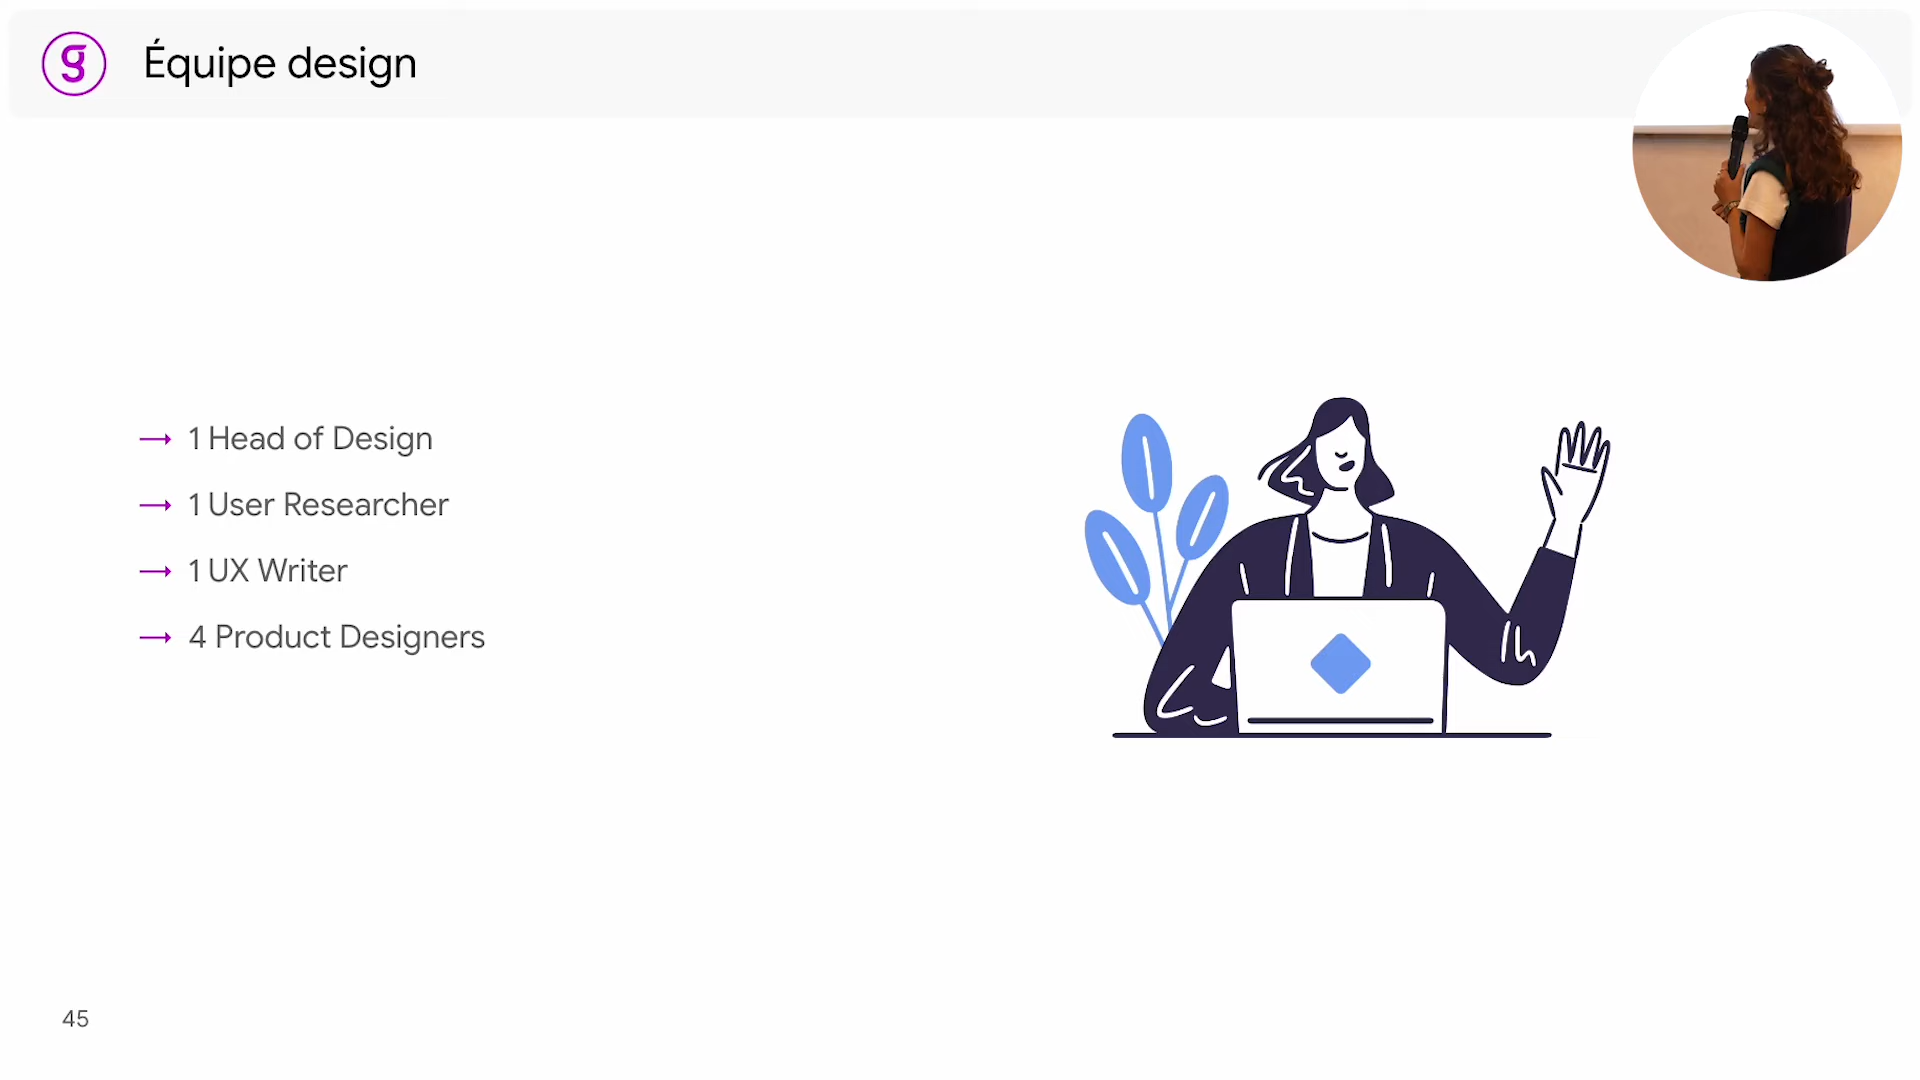 g
Équipe design
→ 1 Head of Design
→ 1 User Researcher
→ 1 UX Writer
→ 4 Product Designers
45